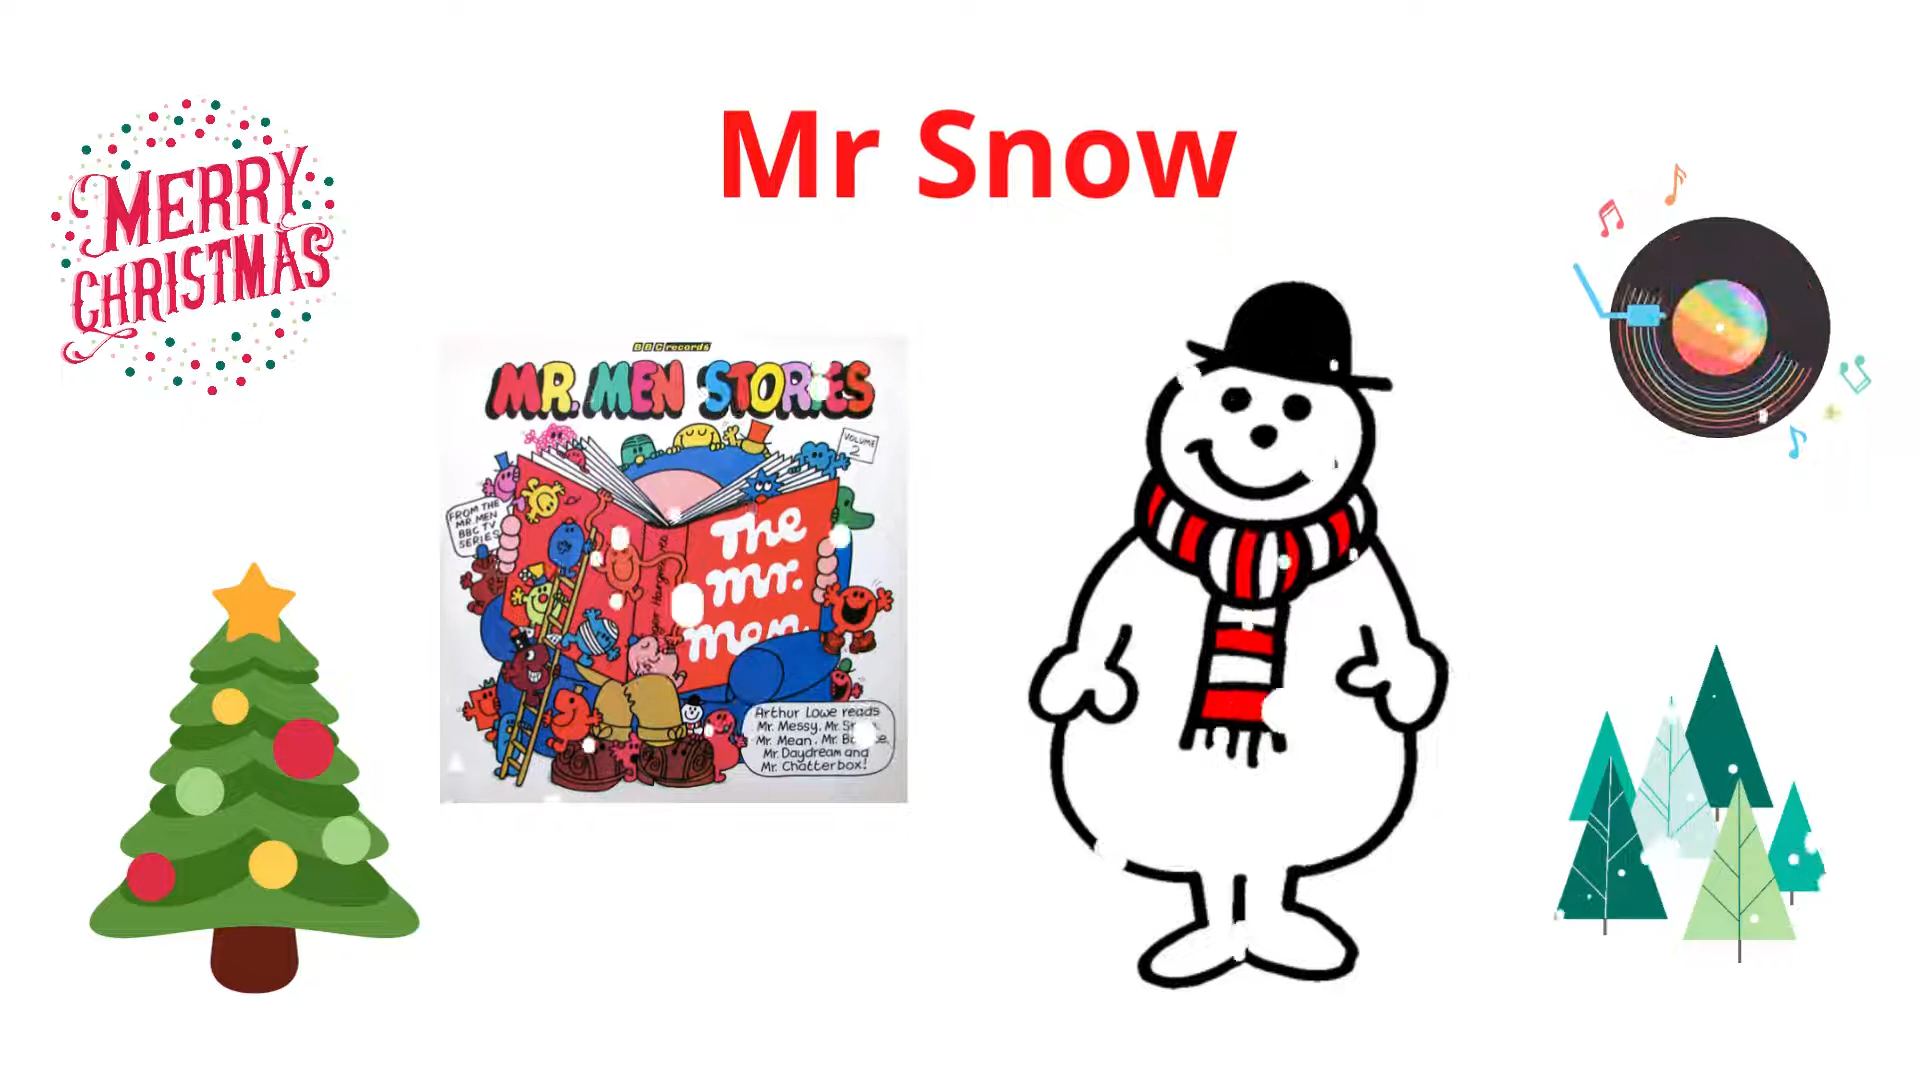 Mr Snow
MERRY
CHRISTMAS
BBC records
MR. MEN STORIES
VOLUME
2
FROM THE
MR. MEN
BBC TV
SERIES
The
mr.
men
Arthur Lowe reads
Mr. Messy, Mr.
Mr. Mean, Mr.
Mr. Daydream and
Mr. Chatterbox!